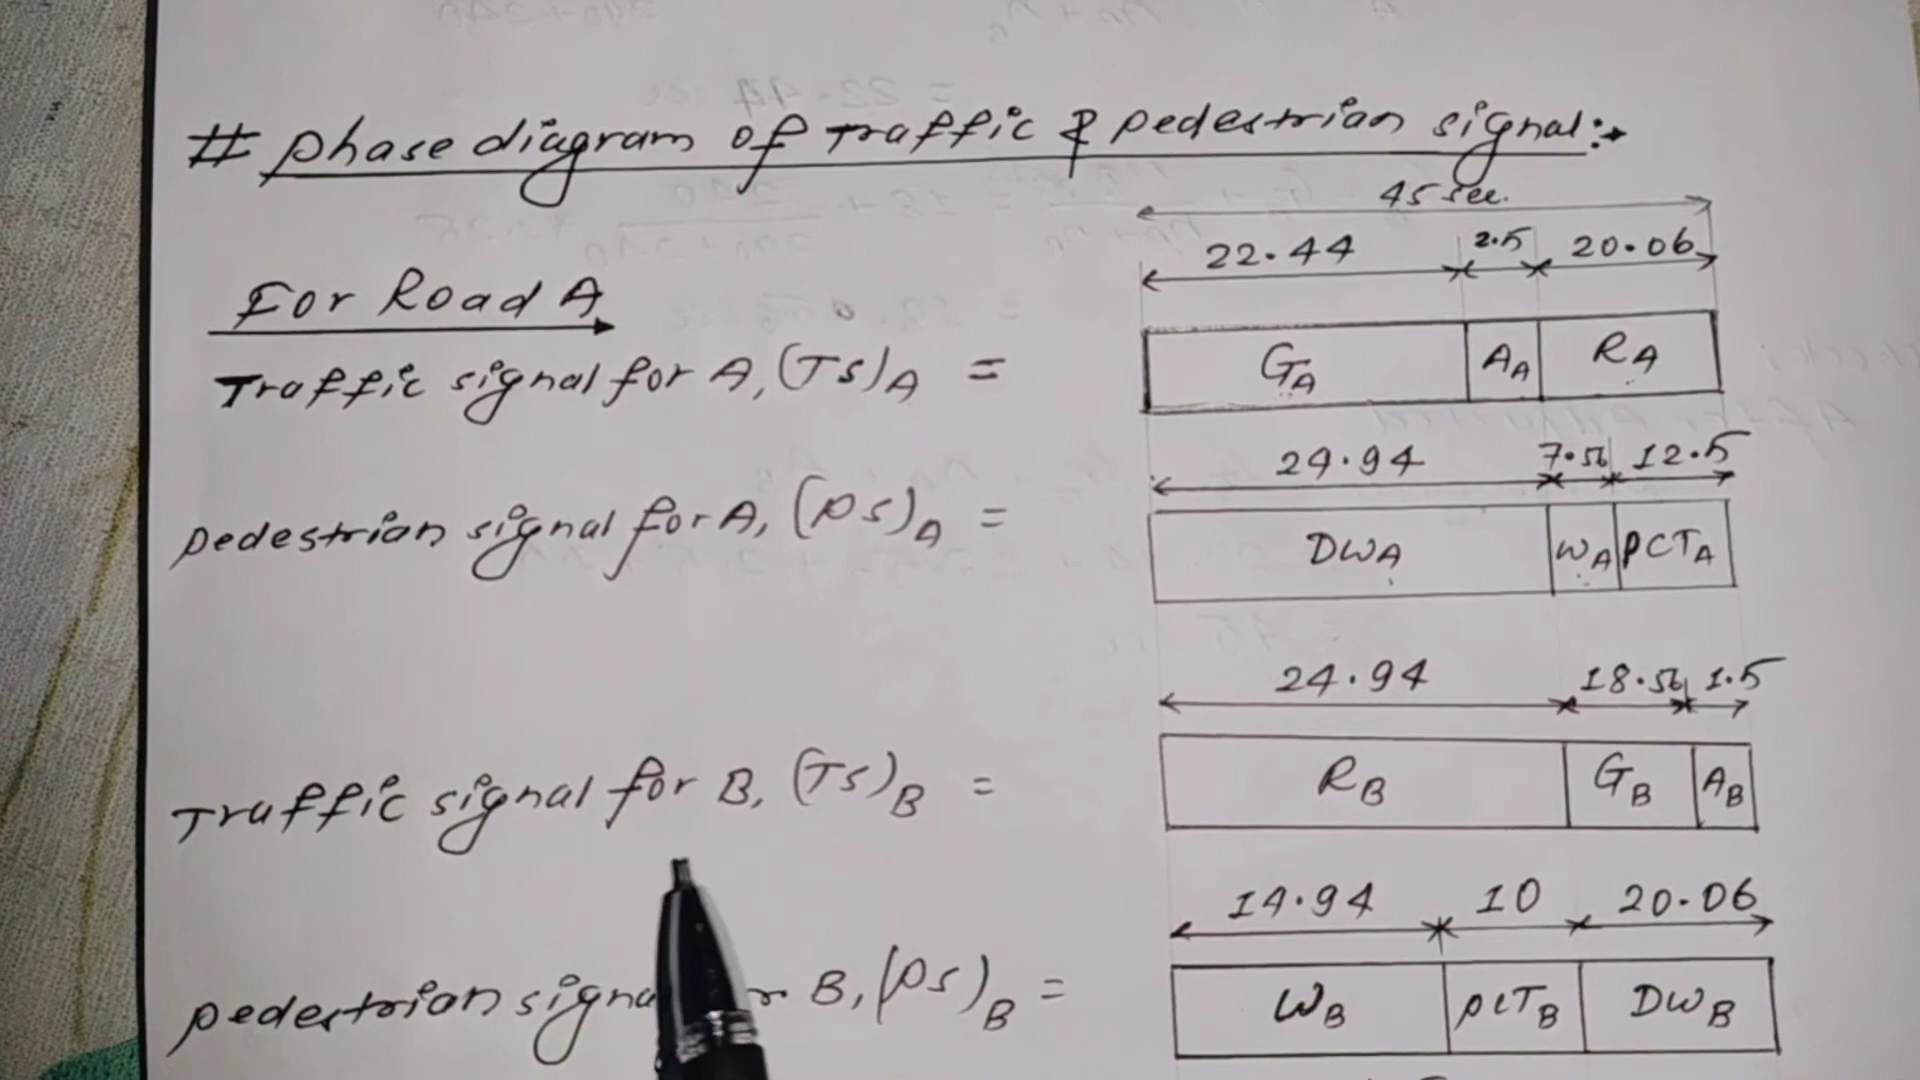 # Phase diagram of Traffic & pedestrian signal:→
45 sec.
22.44 2.5 20.06
For Road A
Traffic signal for A, (TS)A = GA AA RA
24.94 7.56 12.5
pedestrian signal for A, (PS)A = DWA WA PCTA
24.94 18.56 1.5
Traffic signal for B, (TS)B = RB GB AB
14.94 10 20.06
pedestrian signa r B, (PS)B = WB PCTB DWB